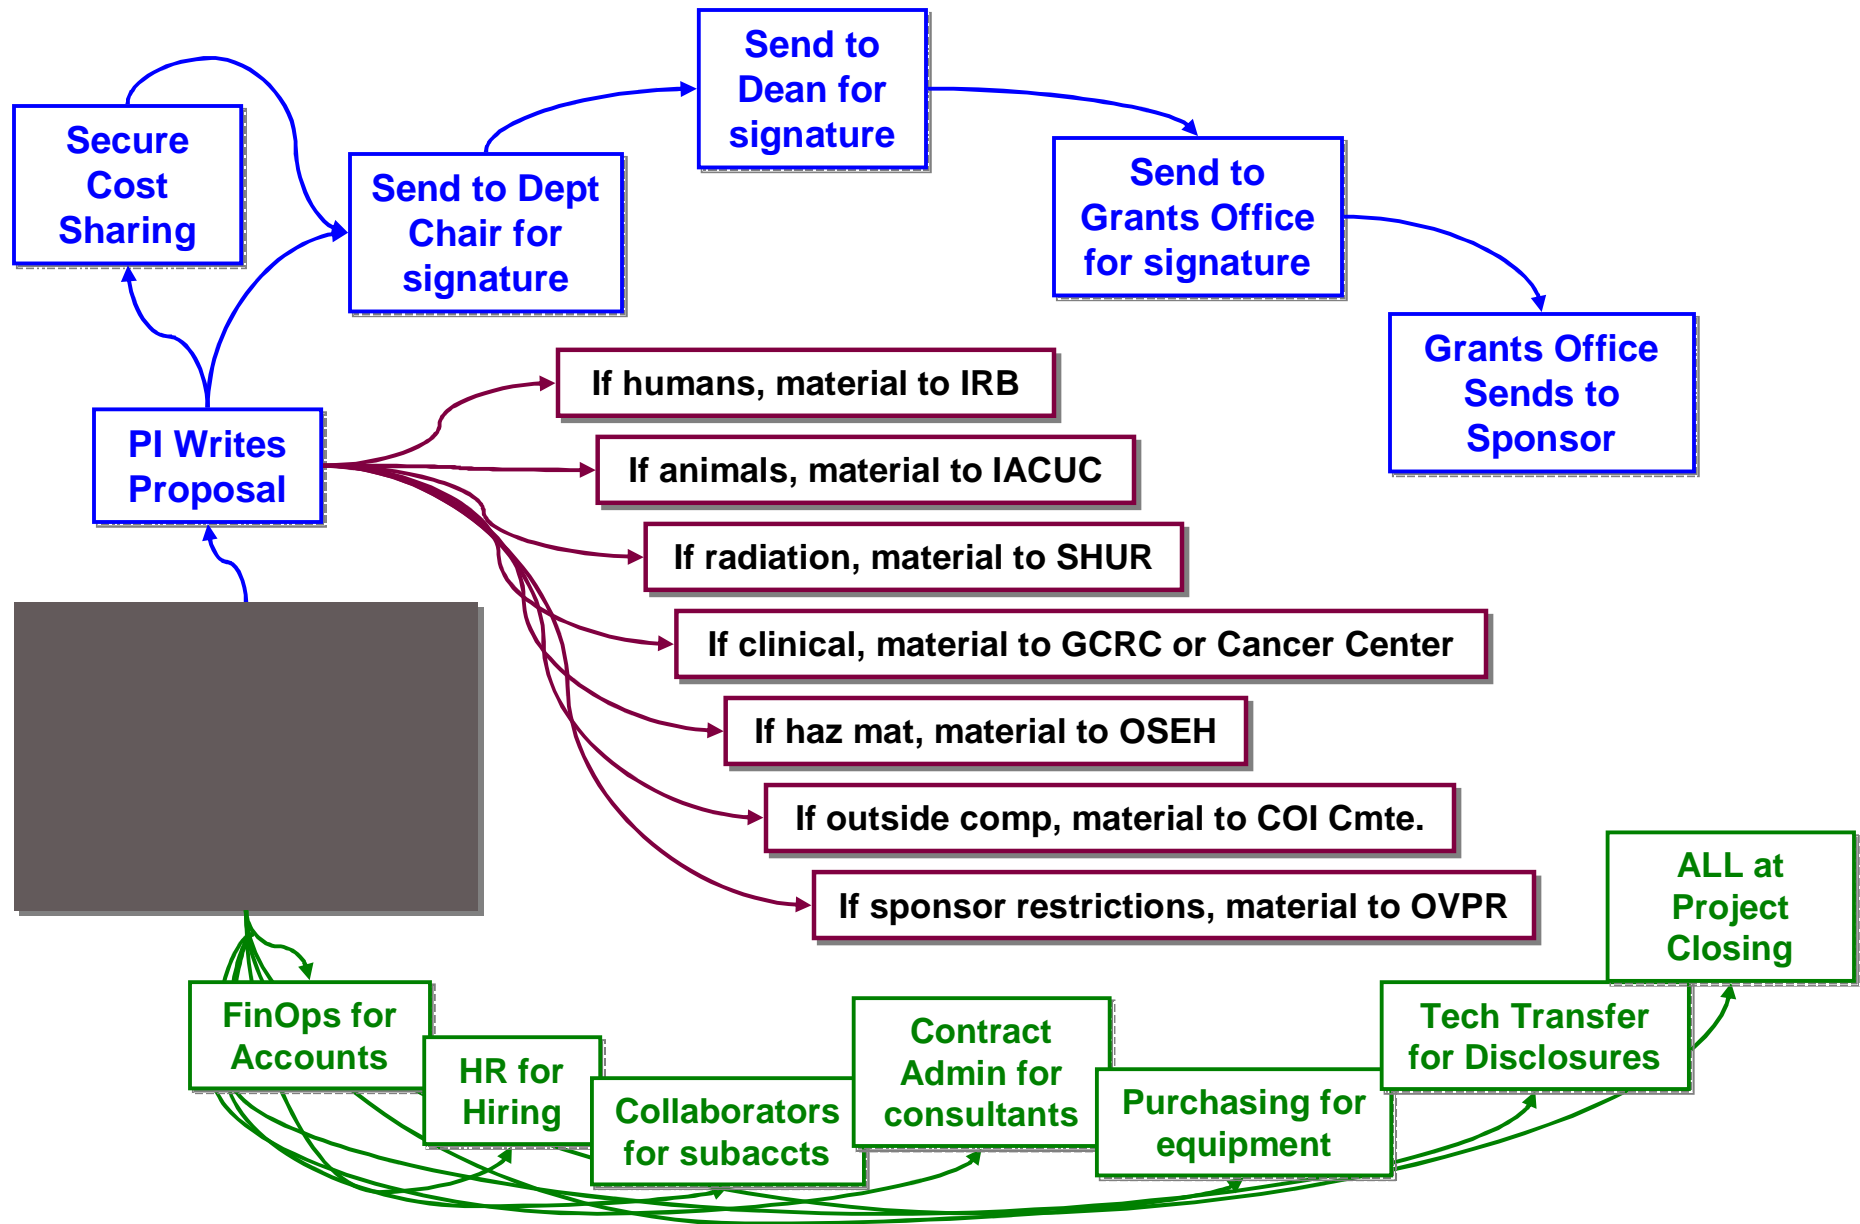 Send to
Dean for
signature
Secure
Cost
Sharing
Send to Dept
Chair for
signature
Send to
Grants Office
for signature
Grants Office
Sends to
Sponsor
PI Writes
Proposal
If humans, material to IRB
If animals, material to IACUC
If radiation, material to SHUR
If clinical, material to GCRC or Cancer Center
If haz mat, material to OSEH
If outside comp, material to COI Cmte.
If sponsor restrictions, material to OVPR
FinOps for
Accounts
HR for
Hiring
Collaborators
for subaccts
Contract
Admin for
consultants
Purchasing for
equipment
Tech Transfer
for Disclosures
ALL at
Project
Closing